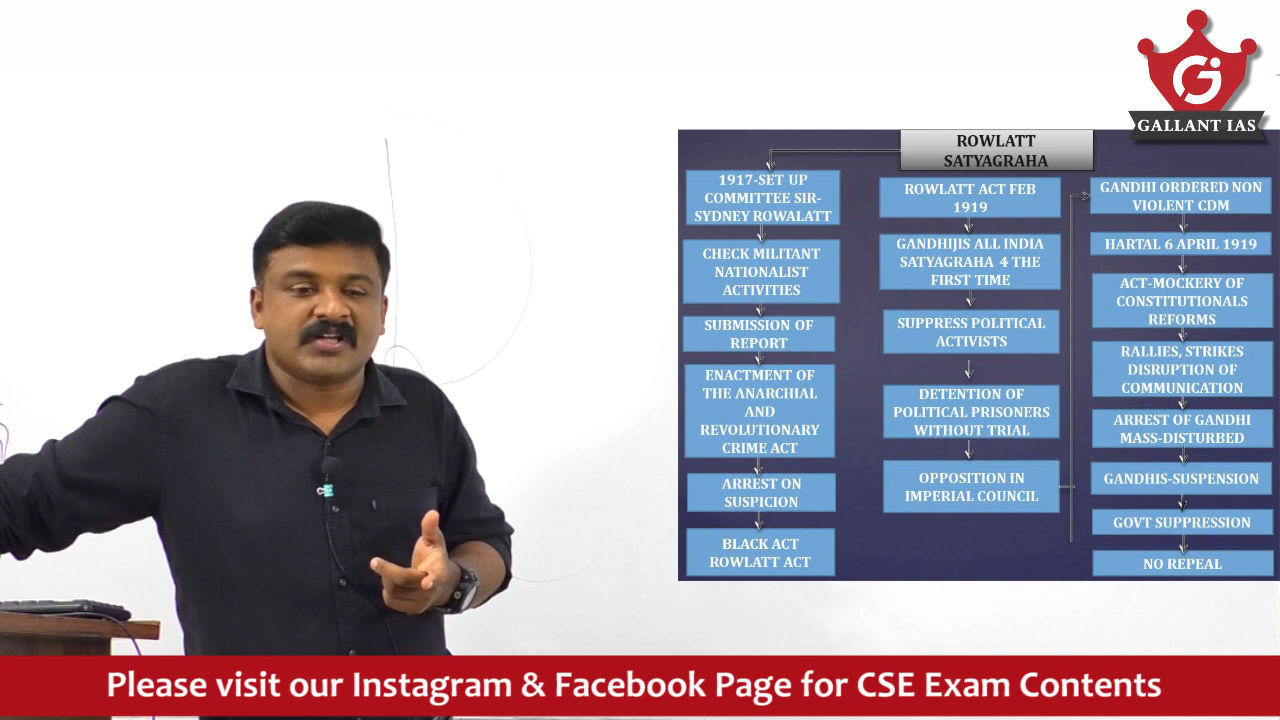 GALLANT IAS
ROWLATT
SATYAGRAHA
1917-SET UP
COMMITTEE SIR-
SYDNEY ROWALATT
CHECK MILITANT
NATIONALIST
ACTIVITIES
SUBMISSION OF
REPORT
ENACTMENT OF
THE ANARCHIAL
AND
REVOLUTIONARY
CRIME ACT
ARREST ON
SUSPICION
BLACK ACT
ROWLATT ACT
ROWLATT ACT FEB
1919
GANDHIJIS ALL INDIA
SATYAGRAHA 4 THE
FIRST TIME
SUPPRESS POLITICAL
ACTIVISTS
DETENTION OF
POLITICAL PRISONERS
WITHOUT TRIAL
OPPOSITION IN
IMPERIAL COUNCIL
GANDHI ORDERED NON
VIOLENT CDM
HARTAL 6 APRIL 1919
ACT-MOCKERY OF
CONSTITUTIONALS
REFORMS
RALLIES, STRIKES
DISRUPTION OF
COMMUNICATION
ARREST OF GANDHI
MASS-DISTURBED
GANDHIS-SUSPENSION
GOVT SUPPRESSION
NO REPEAL
Please visit our Instagram & Facebook Page for CSE Exam Contents